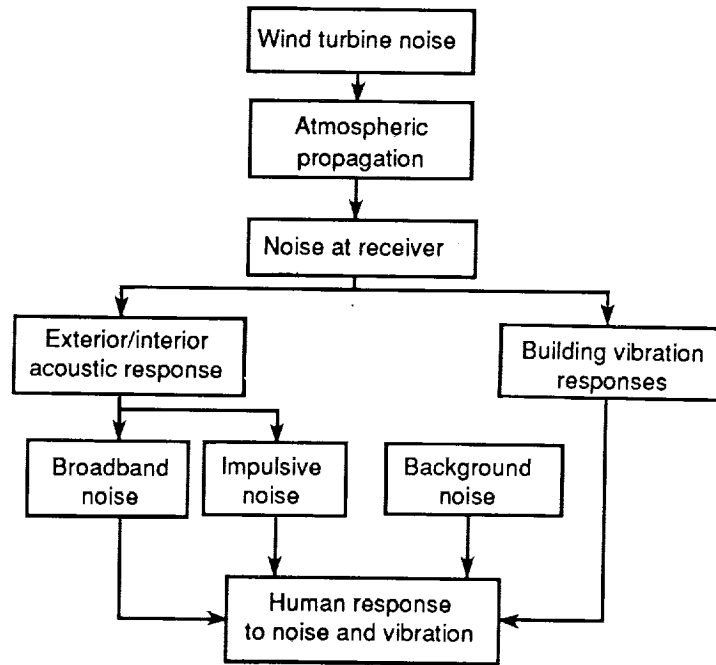 Wind turbine noise
Atmospheric
propagation
Noise at receiver
Exterior/interior
acoustic response
Building vibration
responses
Broadband
noise
Impulsive
noise
Background
noise
Human response
to noise and vibration